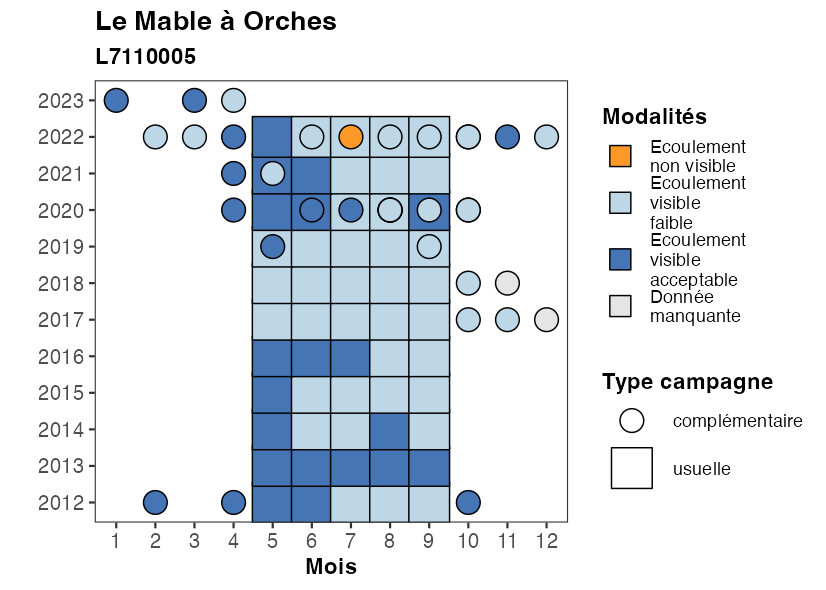 Le Mable à Orches
L7110005
2023
2022
2021
2020
2019
2018
2017
2016
2015
2014
2013
2012
1 2 3 4 5 6 7 8 9 10 11 12
Mois
Modalités
Ecoulement
non visible
Ecoulement
visible
faible
Ecoulement
visible
acceptable
Donnée
manquante
Type campagne
complémentaire
usuelle